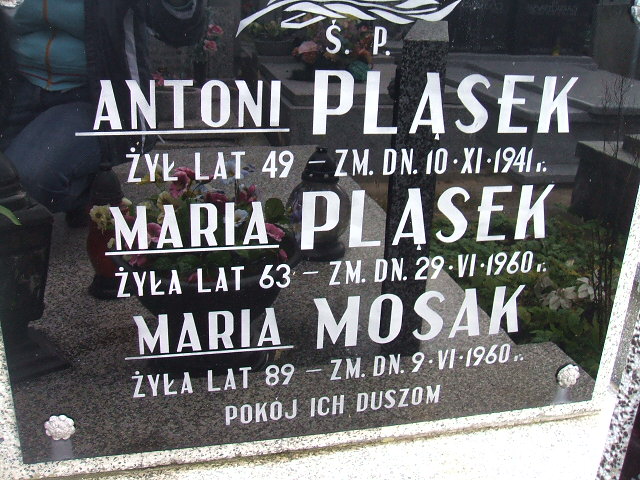 Ś. P.
ANTONI PLĄSEK
ŻYŁ LAT 49 – ZM. DN. 10·XI·1941 r.
MARIA PLĄSEK
ŻYŁA LAT 63 – ZM. DN. 29·VI·1960 r.
MARIA MOSAK
ŻYŁA LAT 89 – ZM. DN. 9·VI·1960 r.
POKÓJ ICH DUSZOM